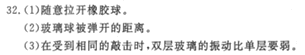 32.(1)随意拉开橡胶球。
(2)玻璃球被弹开的距离。
(3)在受到相同的敲击时,双层玻璃的振动比单层要弱。